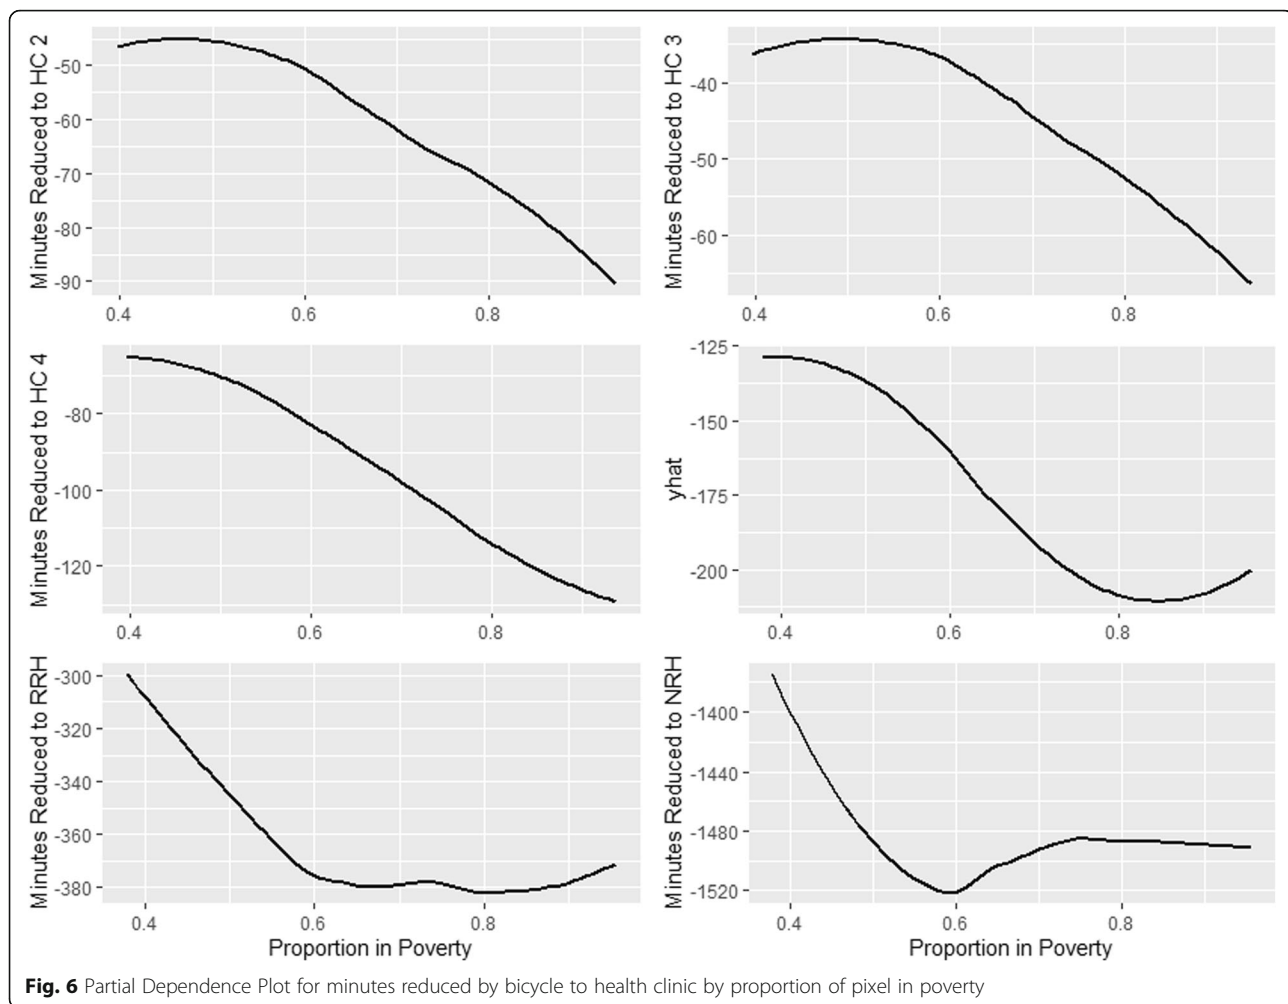 Minutes Reduced to HC 2
-50
-60
-70
-80
-90
0.4 0.6 0.8
Minutes Reduced to HC 3
-40
-50
-60
0.4 0.6 0.8
Minutes Reduced to HC 4
-80
-100
-120
0.4 0.6 0.8
yhat
-125
-150
-175
-200
0.4 0.6 0.8
Minutes Reduced to RRH
-300
-320
-340
-360
-380
0.4 0.6 0.8
Proportion in Poverty
Minutes Reduced to NRH
-1400
-1440
-1480
-1520
0.4 0.6 0.8
Proportion in Poverty
Fig. 6 Partial Dependence Plot for minutes reduced by bicycle to health clinic by proportion of pixel in poverty